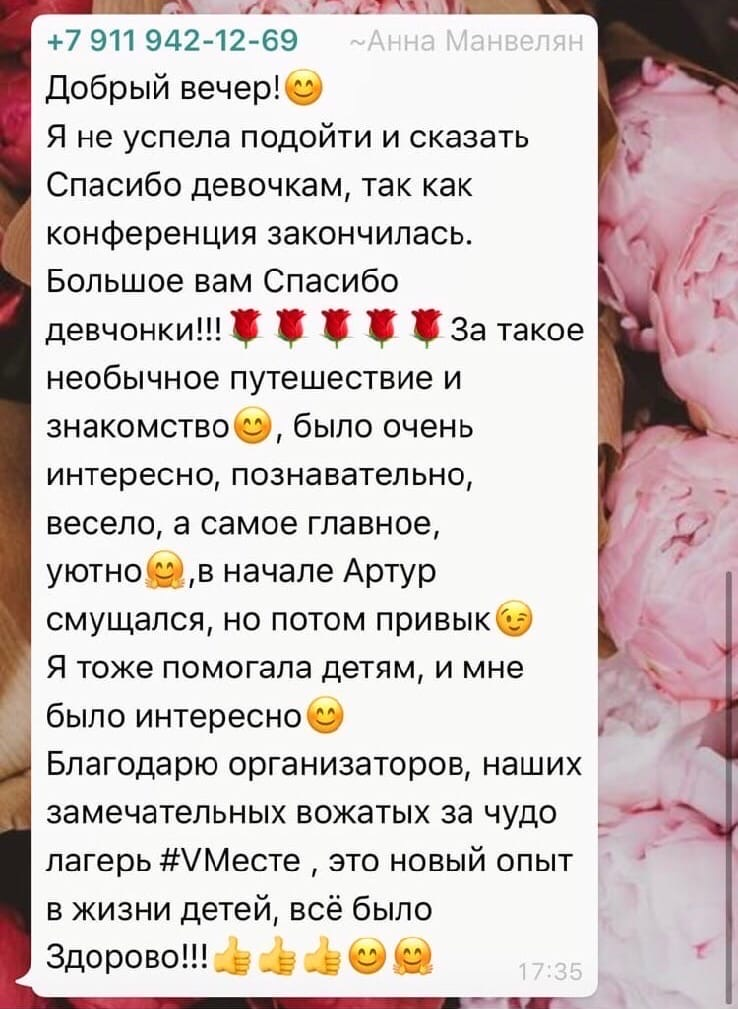 +7 911 942-12-69 ~Анна Манвелян
Добрый вечер!😊
Я не успела подойти и сказать
Спасибо девочкам, так как
конференция закончилась.
Большое вам Спасибо
девчонки!!!🌹🌹🌹🌹🌹За такое
необычное путешествие и
знакомство😊, было очень
интересно, познавательно,
весело, а самое главное,
уютно🤗,в начале Артур
смущался, но потом привык😉
Я тоже помогала детям, и мне
было интересно😊
Благодарю организаторов, наших
замечательных вожатых за чудо
лагерь #VМесте , это новый опыт
в жизни детей, всё было
Здорово!!!👍👍👍😊🤗
17:35